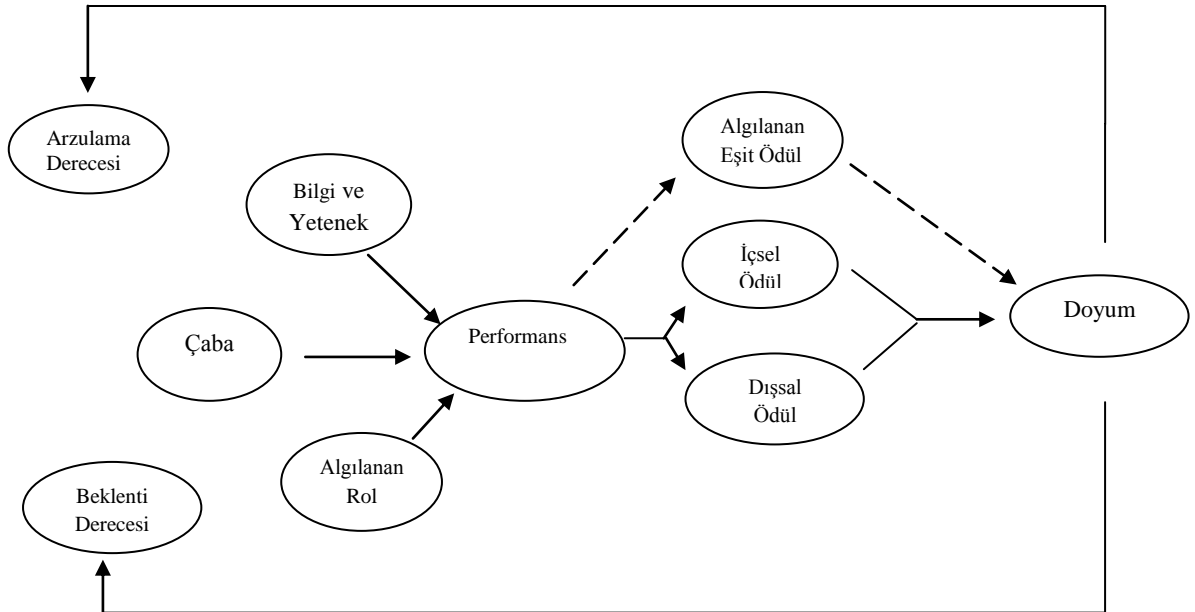 Arzulama
Derecesi
Bilgi ve
Yetenek
Çaba
Algılanan
Rol
Beklenti
Derecesi
Performans
Algılanan
Eşit Ödül
İçsel
Ödül
Dışsal
Ödül
Doyum